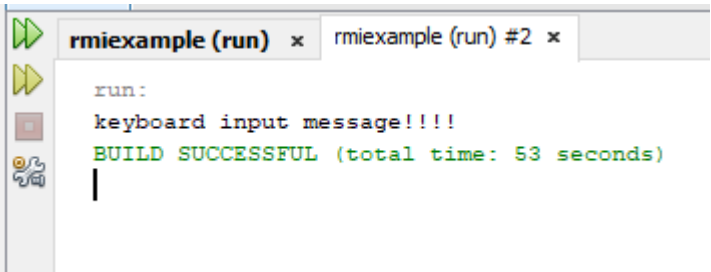 rmiexample (run) x rmiexample (run) #2 x
run:
keyboard input message!!!!
BUILD SUCCESSFUL (total time: 53 seconds)